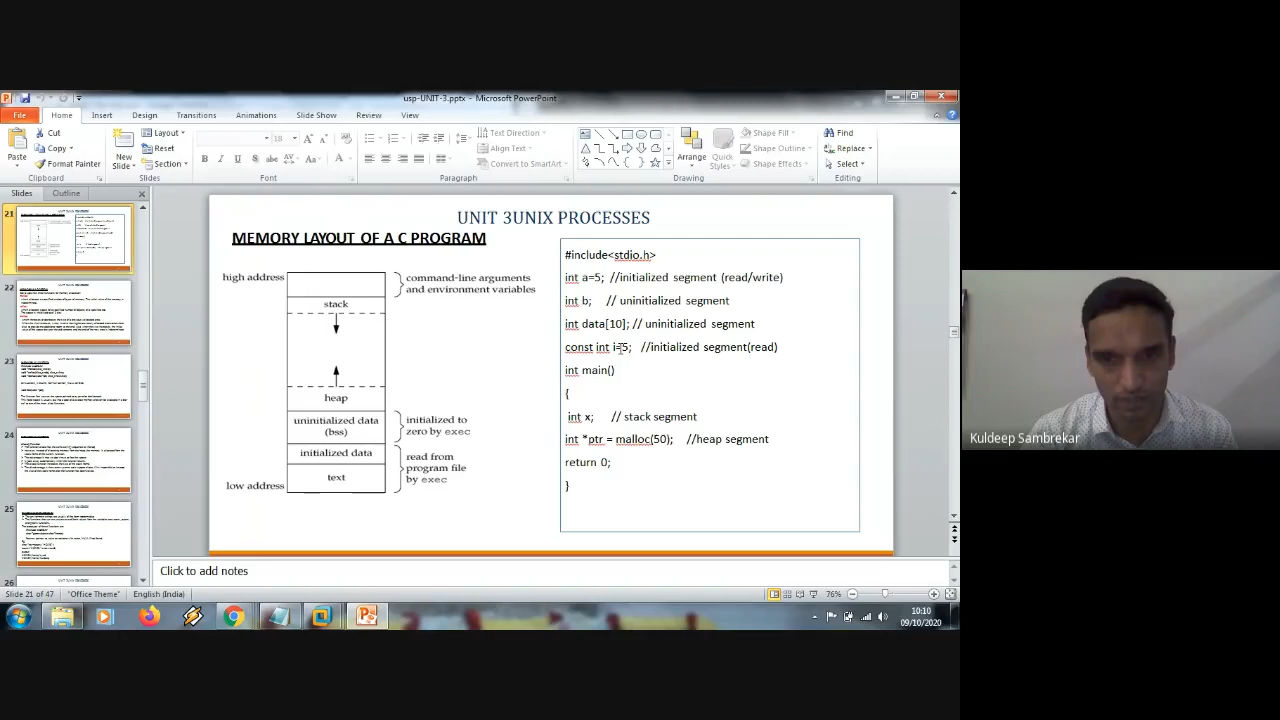 usp-UNIT-3.pptx - Microsoft PowerPoint
File Home Insert Design Transitions Animations Slide Show Review View
Paste
Cut
Copy
Format Painter
Clipboard
New Slide
Layout
Reset
Section
Slides
18
Font
Text Direction
Align Text
Convert to SmartArt
Paragraph
Arrange
Quick Styles
Shape Fill
Shape Outline
Shape Effects
Drawing
Find
Replace
Select
Editing
Slides Outline
21
22
23
24
25
26
UNIT 3UNIX PROCESSES
MEMORY LAYOUT OF A C PROGRAM
high address
command-line arguments
and environment variables
stack
heap
uninitialized data
(bss)
initialized to
zero by exec
initialized data
read from
program file
by exec
text
low address
#include<stdio.h>
int a=5; //initialized segment (read/write)
int b; // uninitialized segment
int data[10]; // uninitialized segment
const int i=5; //initialized segment(read)
int main()
{
int x; // stack segment
int *ptr = malloc(50); //heap segment
return 0;
}
Click to add notes
Slide 21 of 47 "Office Theme" English (India) 76%
10:10
09/10/2020
Kuldeep Sambrekar